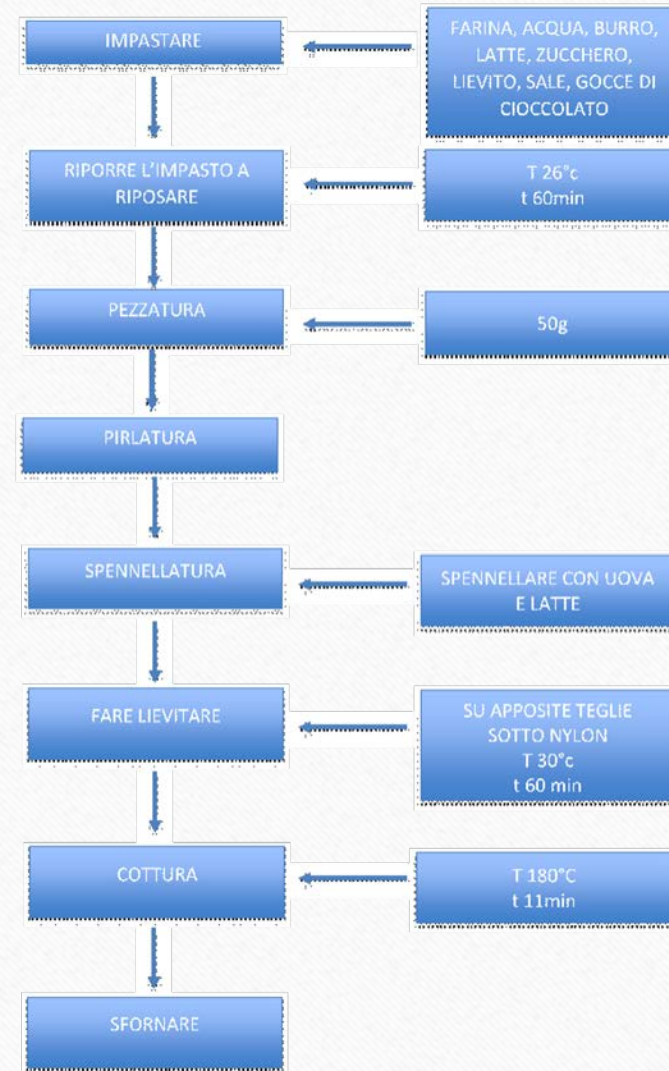 IMPASTARE
FARINA, ACQUA, BURRO,
LATTE, ZUCCHERO,
LIEVITO, SALE, GOCCE DI
CIOCCOLATO
RIPORRE L'IMPASTO A
RIPOSARE
T 26°c
t 60min
PEZZATURA
50g
PIRLATURA
SPENNELLATURA
SPENNELLARE CON UOVA
E LATTE
FARE LIEVITARE
SU APPOSITE TEGLIE
SOTTO NYLON
T 30°c
t 60 min
COTTURA
T 180°C
t 11min
SFORNARE